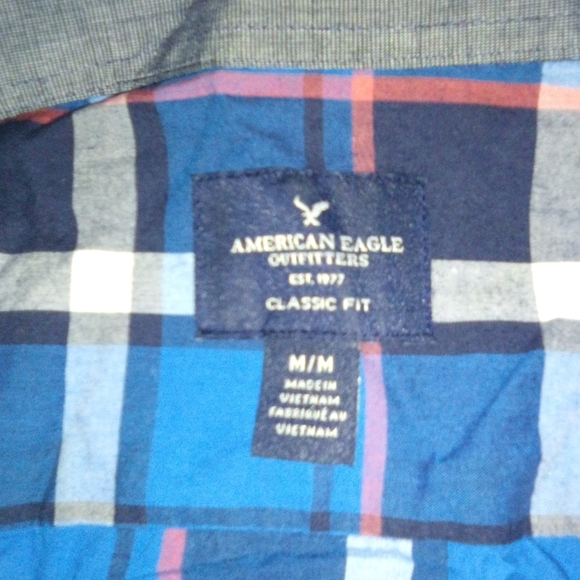 AMERICAN EAGLE
OUTFITTERS
EST. 1977
CLASSIC FIT
M/M
MADE IN
VIETNAM
FABRIQUÉ AU
VIETNAM